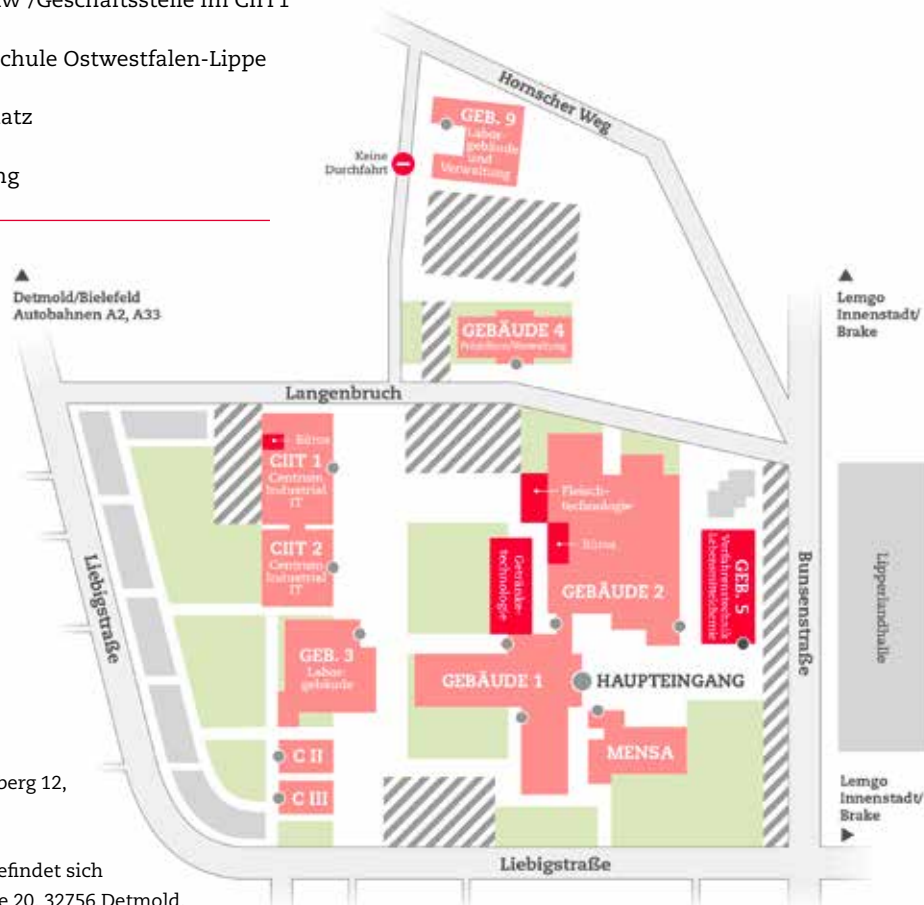 /Geschäftsstelle im CIIT1
chule Ostwestfalen-Lippe
atz
ng
Hornscher Weg
GEB. 9
Labor-
gebäude
und
Verwaltung
Keine
Durchfahrt
Detmold/Bielefeld
Autobahnen A2, A33
Lemgo
Innenstadt/
Brake
GEBÄUDE 4
Präsidium/Verwaltung
Langenbruch
Büros
CIIT 1
Centrum
Industrial
IT
Fleisch-
technologie
Büros
CIIT 2
Centrum
Industrial
IT
Getränke-
technologie
GEBÄUDE 2
GEB. 5
Verfahrenstechnik
Lebensmittelchemie
Bunsenstraße
Lipperlandhalle
Liebigstraße
GEB. 3
Labor-
gebäude
GEBÄUDE 1
HAUPTEINGANG
MENSA
C II
C III
berg 12,
Lemgo
Innenstadt/
Brake
Liebigstraße
efindet sich
e 20, 32756 Detmold